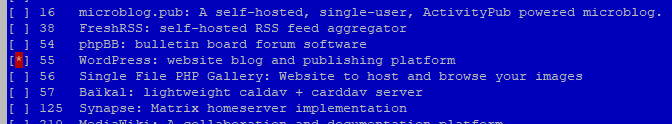 [ ] 16 microblog.pub: A self-hosted, single-user, ActivityPub powered microblog.
[ ] 38 FreshRSS: self-hosted RSS feed aggregator
[ ] 54 phpBB: bulletin board forum software
[*] 55 WordPress: website blog and publishing platform
[ ] 56 Single File PHP Gallery: Website to host and browse your images
[ ] 57 Baikal: lightweight caldav + carddav server
[ ] 125 Synapse: Matrix homeserver implementation
[ ] 219 MediaWiki: A collaboration and documentation platform